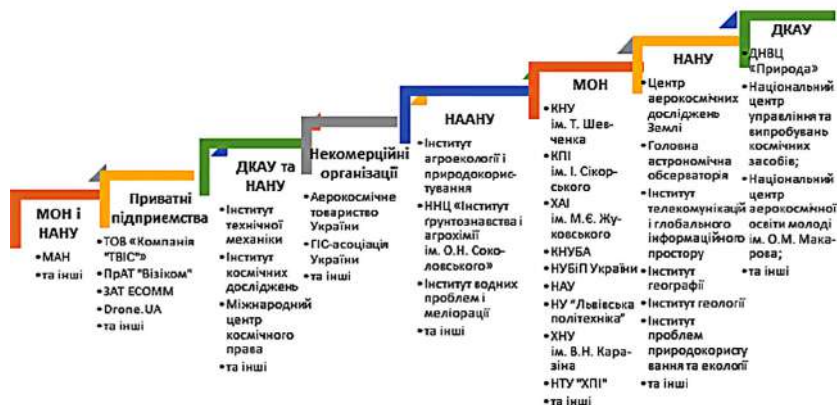 МОН і
НАНУ
•МАН
•та інші
Приватні
підприємства
•ТОВ «Компанія
"ТВІС"»
•ПрАТ "Візіком"
•ЗАТ ECOMM
•Drone.UA
•та інші
ДКАУ та
НАНУ
•Інститут
технічної
механіки
•Інститут
космічних
досліджень
•Міжнародний
центр
космічного
права
•та інші
Некомерційні
організації
•Аерокосмічне
товариство
України
•ГІС-асоціація
України
•та інші
НААНУ
•Інститут
агроекології і
природокорис-
тування
•ННЦ «Інститут
ґрунтознавства і
агрохімії
ім. О.Н. Соко-
ловського»
•Інститут водних
проблем і
меліорації
•та інші
МОН
•КНУ
ім. Т. Шев-
ченка
•КПІ
ім. І. Сікор-
ського
•ХАІ
ім. М.Є. Жу-
ковського
•КНУБА
•НУБіП України
•НАУ
•НУ "Львівська
політехніка"
•ХНУ
ім. В.Н. Кара-
зіна
•НТУ "ХПІ"
•та інші
НАНУ
•Центр
аерокосмічних
досліджень
Землі
•Головна
астрономічна
обсерваторія
•Інститут
телекомунікацій
і глобального
інформаційного
простору
•Інститут
географії
•Інститут геології
•Інститут
проблем
природокористу
вання та екології
•та інші
ДКАУ
•ДНВЦ
«Природа»
•Національний
центр
управління та
випробувань
космічних
засобів;
•Національний
центр
аерокосмічної
освіти молоді
ім. О.М. Мака-
рова;
•та інші